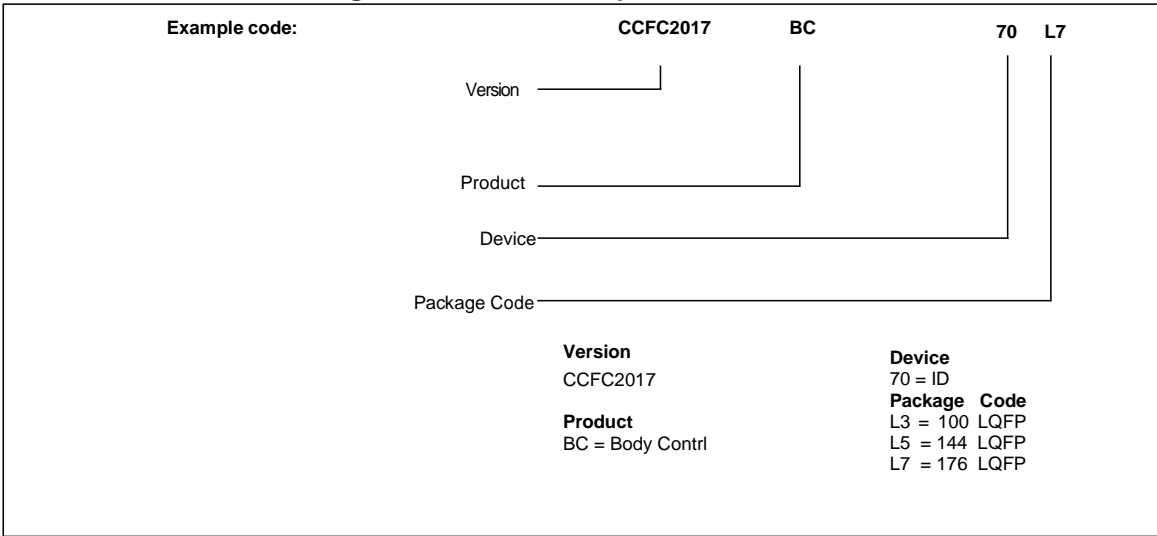 Example code: CCFC2017 BC 70 L7
Version
Product
Device
Package Code
Version
CCFC2017
Product
BC = Body Contrl
Device
70 = ID
Package Code
L3 = 100 LQFP
L5 = 144 LQFP
L7 = 176 LQFP